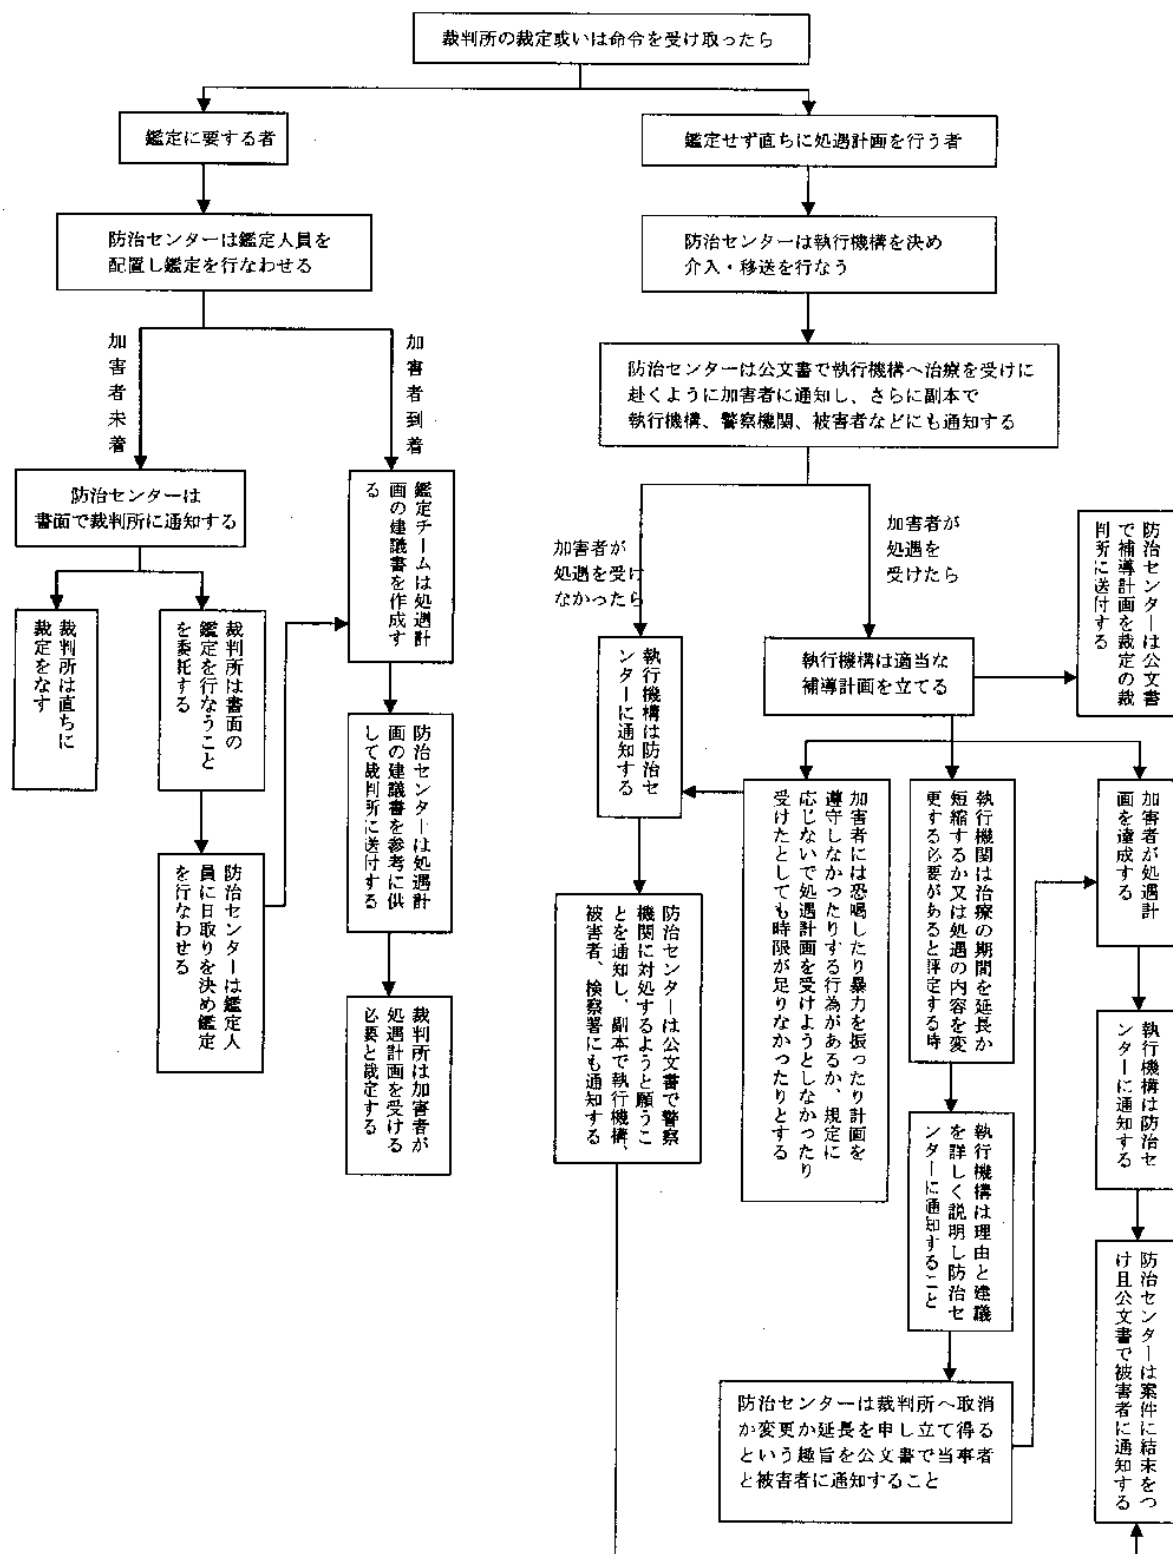 裁判所の裁定或いは命令を受け取ったら
鑑定に要する者
鑑定せず直ちに処遇計画を行う者
防治センターは鑑定人員を
配置し鑑定を行なわせる
防治センターは執行機構を決め
介入・移送を行なう
加害者未着
加害者到着
防治センターは公文書で執行機構へ治療を受けに
赴くように加害者に通知し、さらに副本で
執行機構、警察機関、被害者などにも通知する
防治センターは
書面で裁判所に通知する
鑑定チームは処遇計
画の建議書を作成す
る
加害者が
処遇を受け
なかったら
加害者が
処遇を
受けたら
防治センターは公文書
で補導計画を裁定の裁
判所に送付する
裁判所は直ちに
裁定をなす
裁判所は書面の
鑑定を行なうこと
を委託する
執行機構は防治セ
ンターに通知する
執行機構は適当な
補導計画を立てる
防治センターは処遇計
画の建議書を参考に供
して裁判所に送付する
加害者には恐喝したり暴力を振ったり計画を
遵守しなかったりする行為があるか、規定に
応じないで処遇計画を受けようとしなかったり
受けたとしても時限が足りなかったりとする
執行機関は治療の期間を延長か
短縮するか又は処遇の内容を変
更する必要があると評定する時
加害者が処遇計
画を達成する
防治センターは鑑定人
員に日取りを決め鑑定
を行なわせる
防治センターは公文書で警察
機関に対処するようと願うこ
とを通知し、副本で執行機構、
被害者、検察署にも通知する
裁判所は加害者が
処遇計画を受ける
必要と裁定する
執行機構は防治セ
ンターに通知する
執行機構は理由と建議
を詳しく説明し防治セ
ンターに通知すること
防治センターは案件に結末をつ
け且公文書で被害者に通知する
防治センターは裁判所へ取消
か変更か延長を申し立て得る
という趣旨を公文書で当事者
と被害者に通知すること